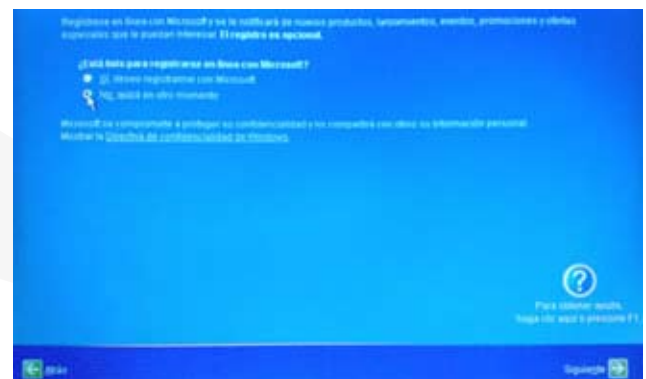 Regístrese en línea con Microsoft y se le notificará de nuevos productos, lanzamientos, eventos, promociones y ofertas
especiales que le puedan interesar. El registro es opcional.
¿Está listo para registrarse en línea con Microsoft?
Sí, deseo registrarme con Microsoft
No, quizá en otro momento
Microsoft se compromete a proteger su confidencialidad y no compartirá con otros su información personal.
Mostrar la Directiva de confidencialidad de Windows.
?
Para obtener ayuda,
haga clic aquí o presione F1.
Atrás
Siguiente